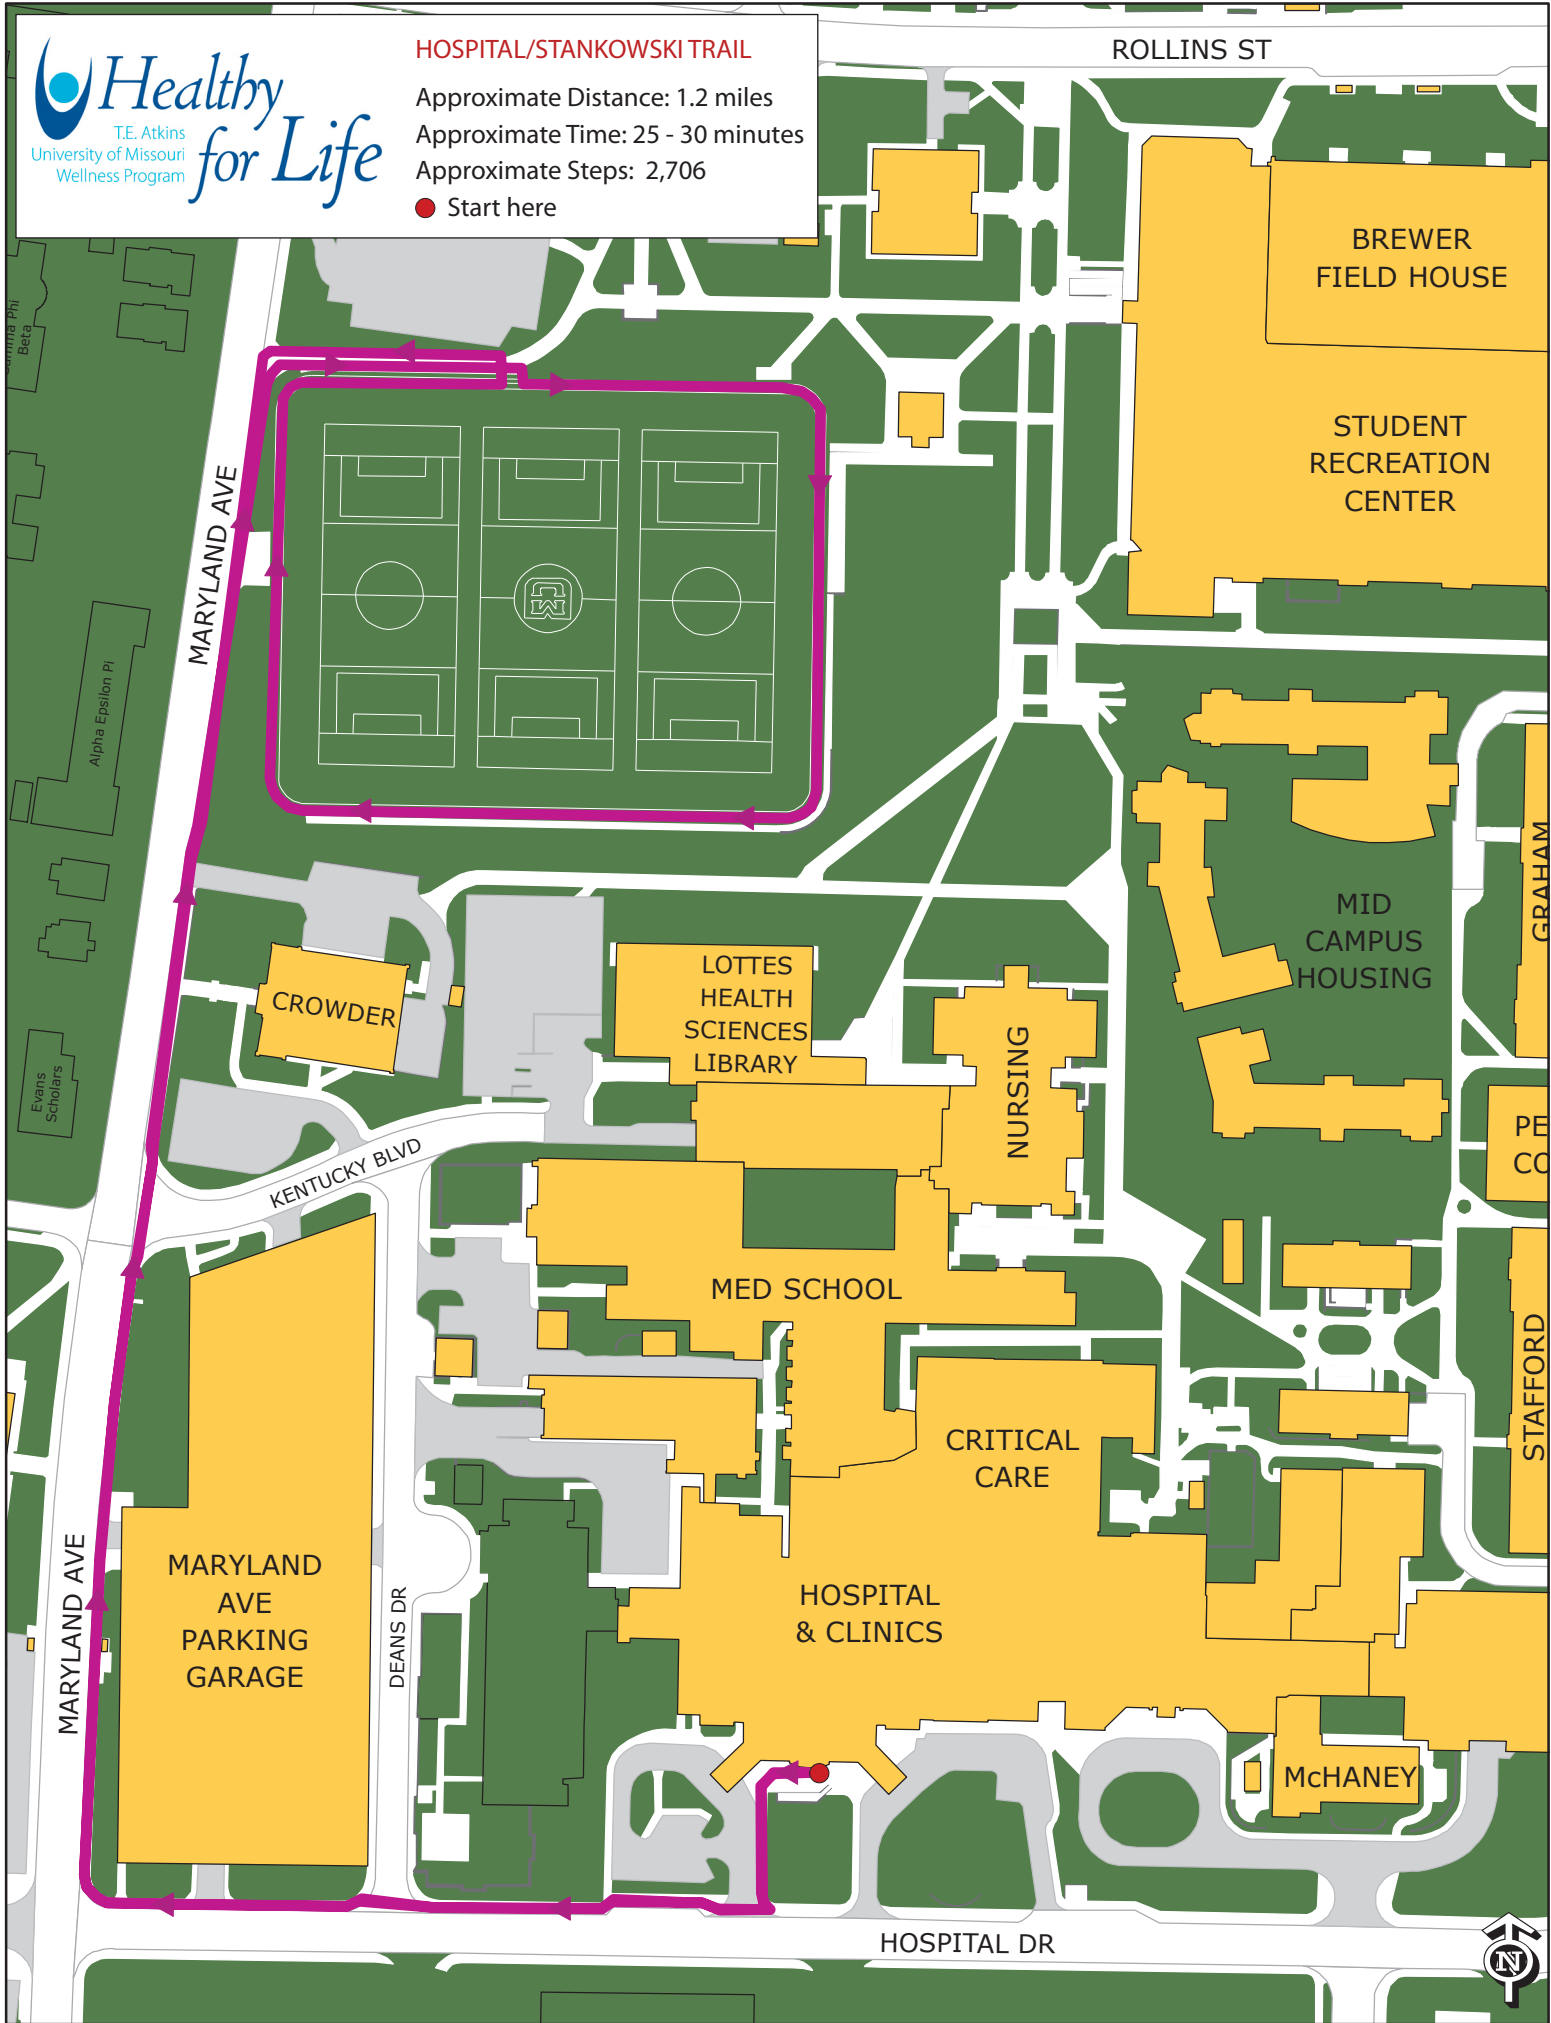 Healthy
for Life
T.E. Atkins
University of Missouri
Wellness Program
HOSPITAL/STANKOWSKI TRAIL
Approximate Distance: 1.2 miles
Approximate Time: 25 - 30 minutes
Approximate Steps: 2,706
Start here
ROLLINS ST
BREWER
FIELD HOUSE
Phi
Beta
STUDENT
RECREATION
CENTER
MARYLAND AVE
Alpha Epsilon Pi
GRAHAM
MID
CAMPUS
HOUSING
LOTTES
HEALTH
SCIENCES
LIBRARY
CROWDER
NURSING
Evans
Scholars
PE
CO
KENTUCKY BLVD
MED SCHOOL
STAFFORD
CRITICAL
CARE
MARYLAND
AVE
PARKING
GARAGE
MARYLAND AVE
DEANS DR
HOSPITAL
& CLINICS
McHANEY
HOSPITAL DR
N